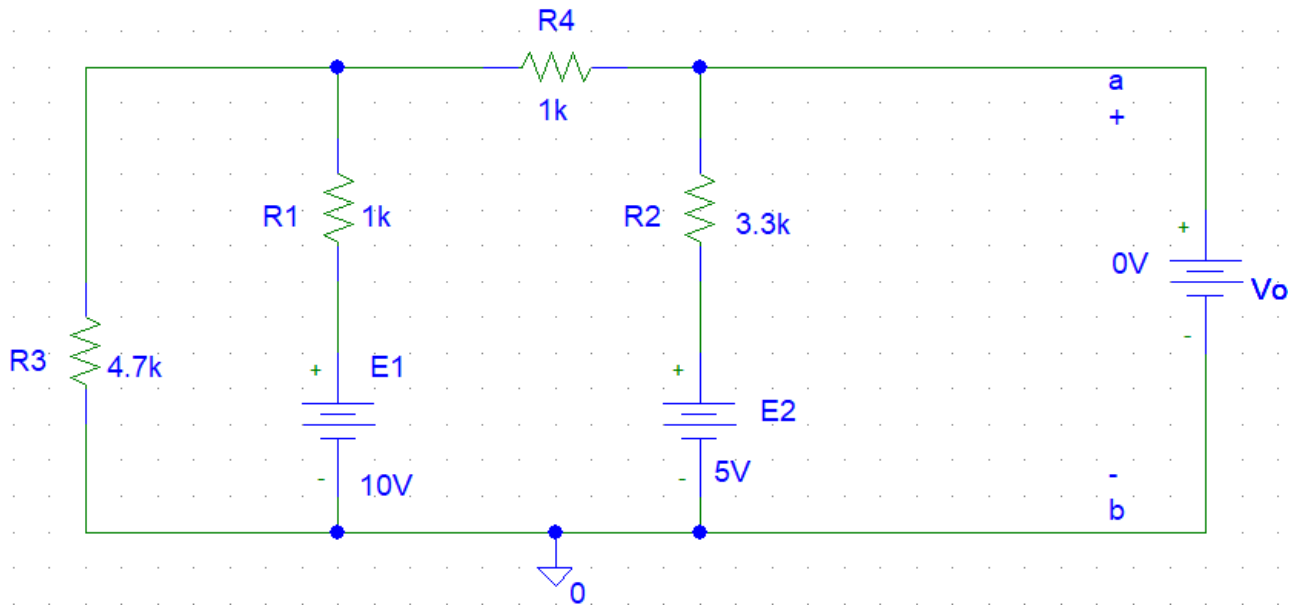 R4
1k
a
+
R1
1k
R2
3.3k
+
0V
Vo
-
R3
4.7k
+
E1
+
E2
-
10V
-
5V
-
b
0